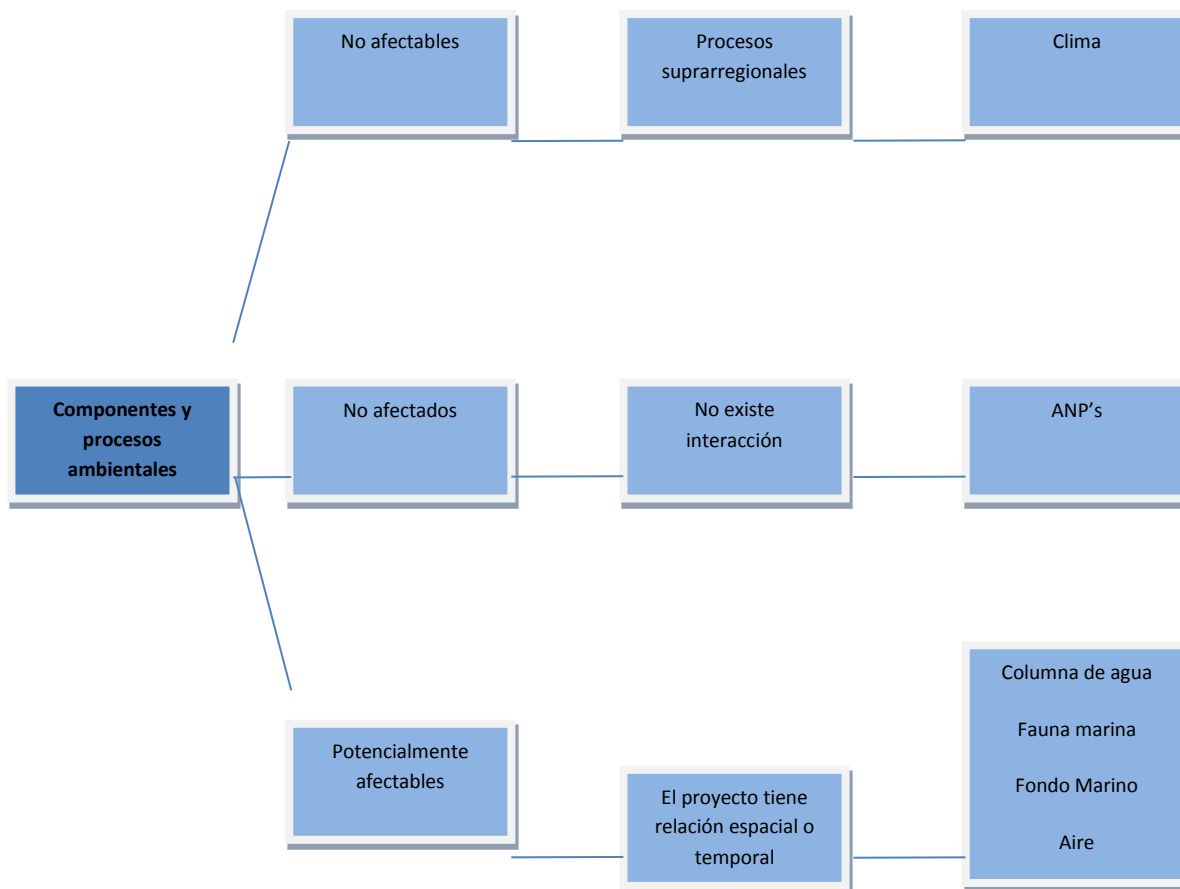 No afectables
Procesos
suprarregionales
Clima
Componentes y
procesos
ambientales
No afectados
No existe
interacción
ANP’s
Potencialmente
afectables
El proyecto tiene
relación espacial o
temporal
Columna de agua
Fauna marina
Fondo Marino
Aire